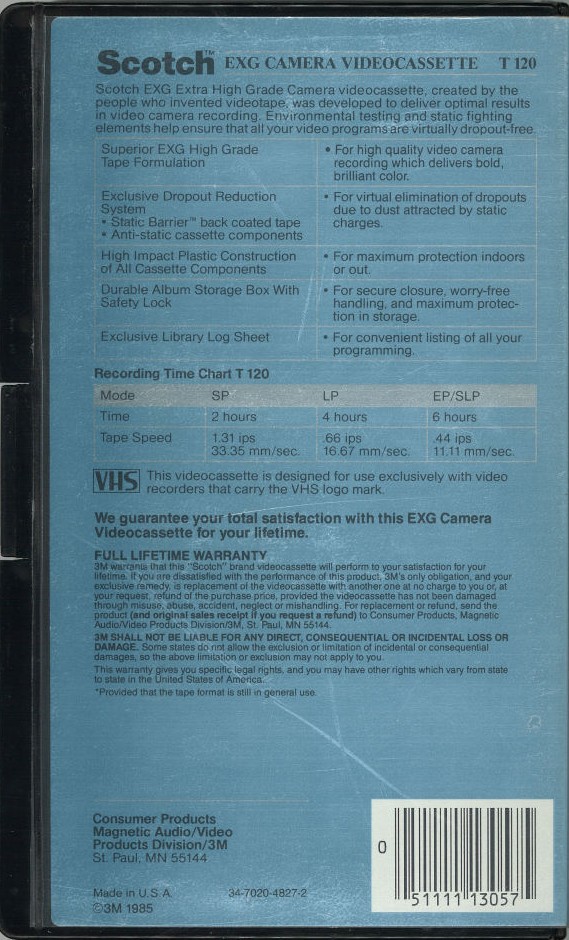 Scotch™ EXG CAMERA VIDEOCASSETTE T 120
Scotch EXG Extra High Grade Camera videocassette, created by the
people who invented videotape, was developed to deliver optimal results
in video camera recording. Environmental testing and static fighting
elements help ensure that all your video programs are virtually dropout-free.
Superior EXG High Grade
Tape Formulation
• For high quality video camera
recording which delivers bold,
brilliant color.
Exclusive Dropout Reduction
System
• Static Barrier™ back coated tape
• Anti-static cassette components
• For virtual elimination of dropouts
due to dust attracted by static
charges.
High Impact Plastic Construction
of All Cassette Components
• For maximum protection indoors
or out.
Durable Album Storage Box With
Safety Lock
• For secure closure, worry-free
handling, and maximum protec-
tion in storage.
Exclusive Library Log Sheet
• For convenient listing of all your
programming.
Recording Time Chart T 120
Mode SP LP EP/SLP
Time 2 hours 4 hours 6 hours
Tape Speed 1.31 ips .66 ips .44 ips
33.35 mm/sec. 16.67 mm/sec. 11.11 mm/sec.
VHS This videocassette is designed for use exclusively with video
recorders that carry the VHS logo mark.
We guarantee your total satisfaction with this EXG Camera
Videocassette for your lifetime.
FULL LIFETIME WARRANTY
3M warrants that this "Scotch" brand videocassette will perform to your satisfaction for your
lifetime. If you are dissatisfied with the performance of this product, 3M's only obligation, and your
exclusive remedy, is replacement of the videocassette with another one at no charge to you or, at
your request, refund of the purchase price, provided the videocassette has not been damaged
through misuse, abuse, accident, neglect or mishandling. For replacement or refund, send the
product (and original sales receipt if you request a refund) to Consumer Products, Magnetic
Audio/Video Products Division/3M, St. Paul, MN 55144.
3M SHALL NOT BE LIABLE FOR ANY DIRECT, CONSEQUENTIAL OR INCIDENTAL LOSS OR
DAMAGE. Some states do not allow the exclusion or limitation of incidental or consequential
damages, so the above limitation or exclusion may not apply to you.
This warranty gives you specific legal rights, and you may have other rights which vary from state
to state in the United States of America.
*Provided that the tape format is still in general use.
Consumer Products
Magnetic Audio/Video
Products Division/3M
St. Paul, MN 55144
Made in U.S.A. 34-7020-4827-2
©3M 1985
0 51111 13057